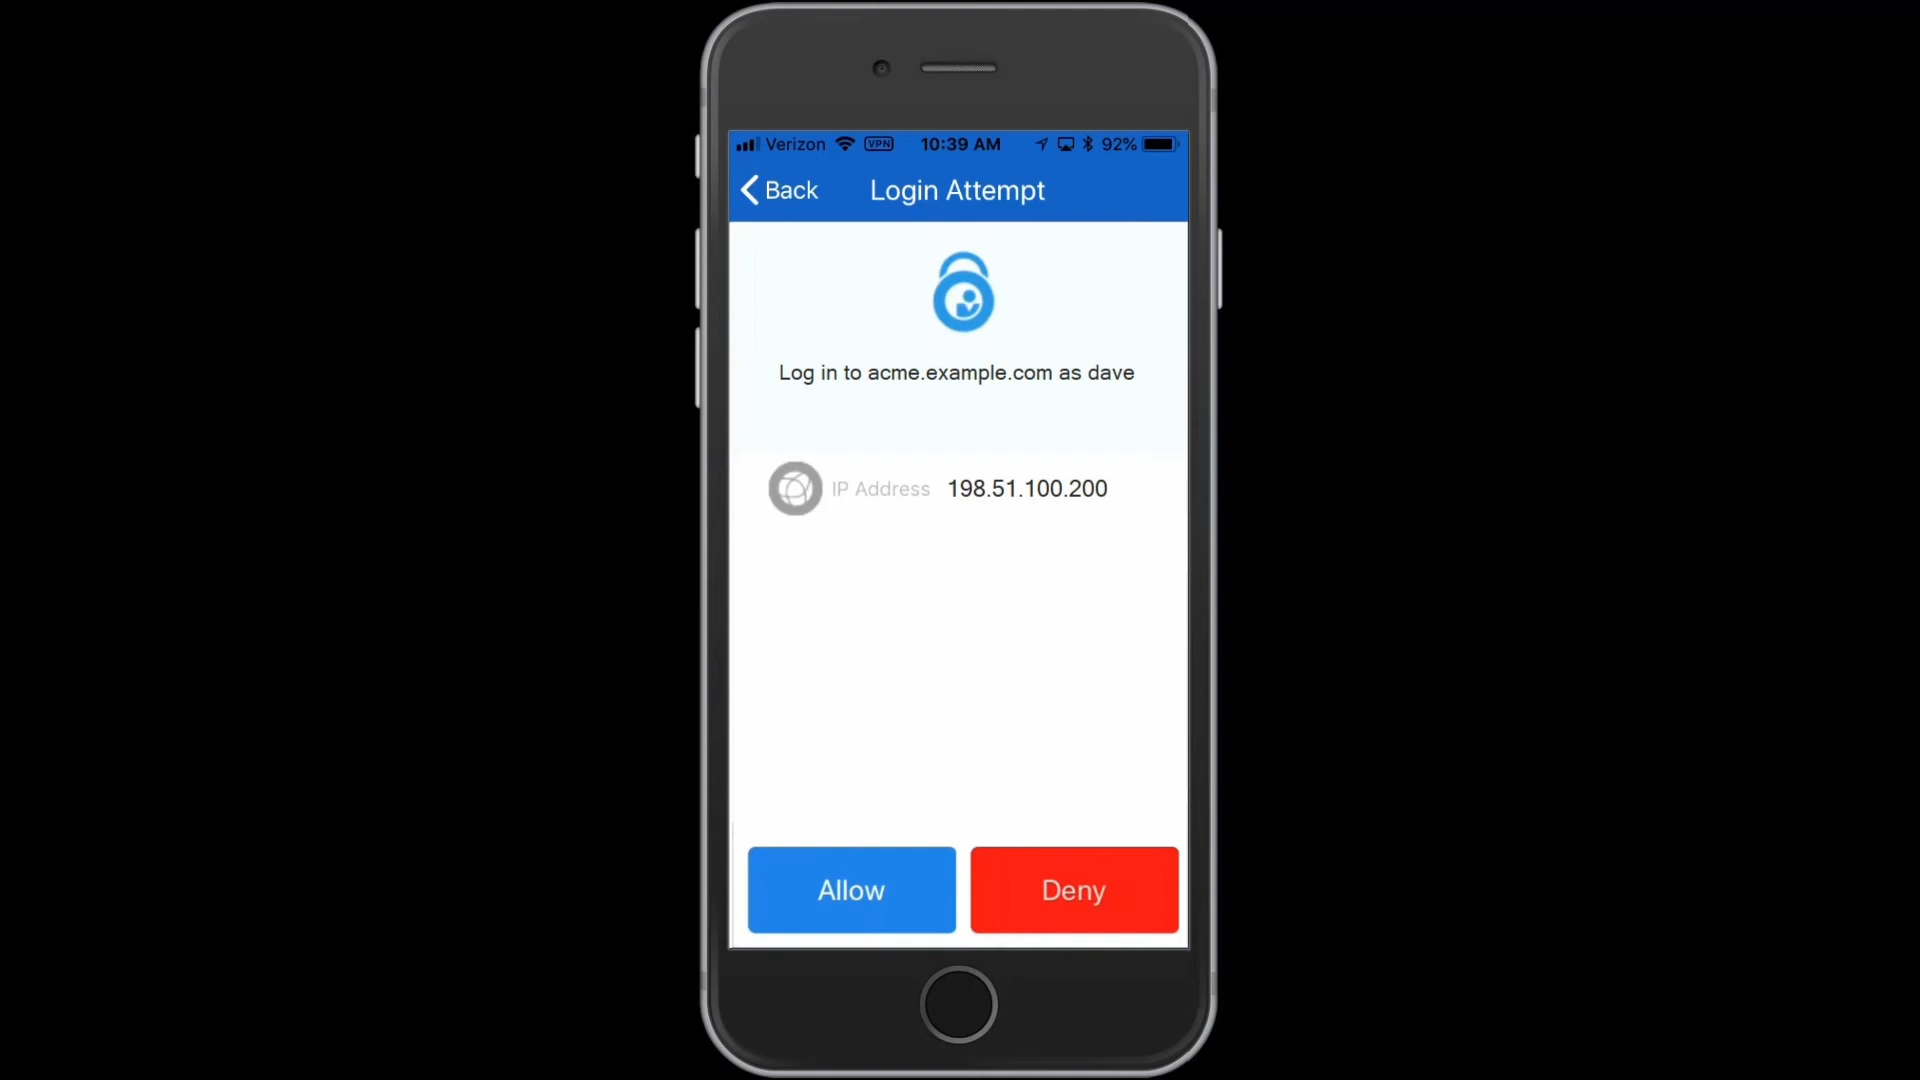 Verizon VPN 10:39 AM 92%
Back Login Attempt
Log in to acme.example.com as dave
IP Address 198.51.100.200
Allow Deny